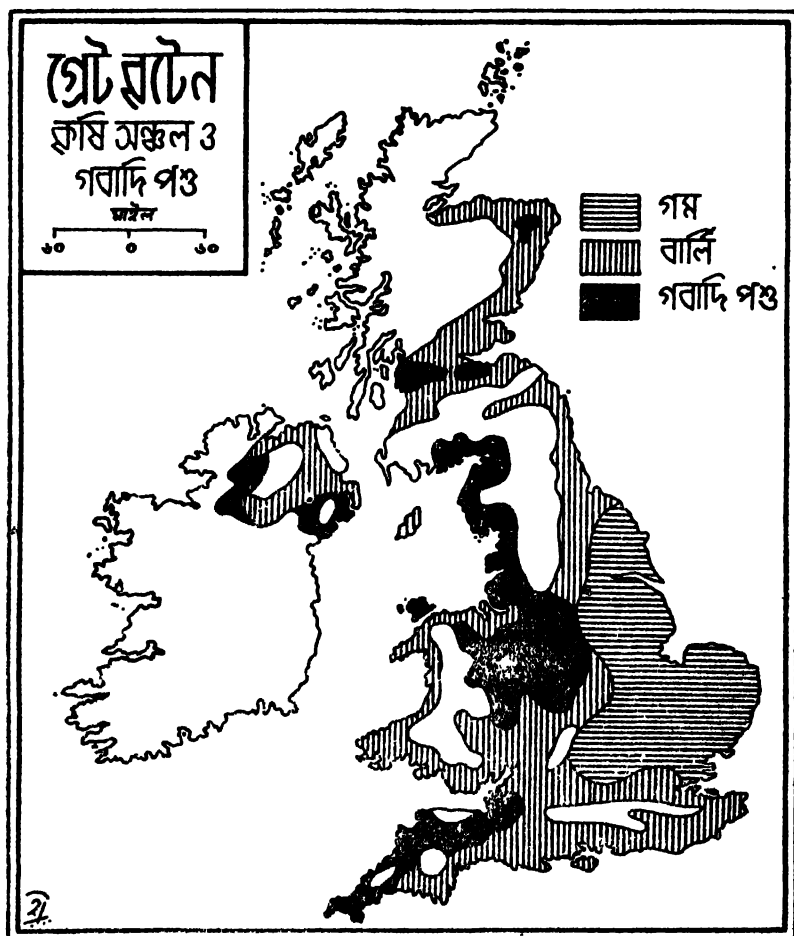 গ্রেট বৃটেন
কৃষি অঞ্চল ও
গবাদি পশু
মাইল
৬০ ০ ৬০
গম
বার্লি
গবাদি পশু